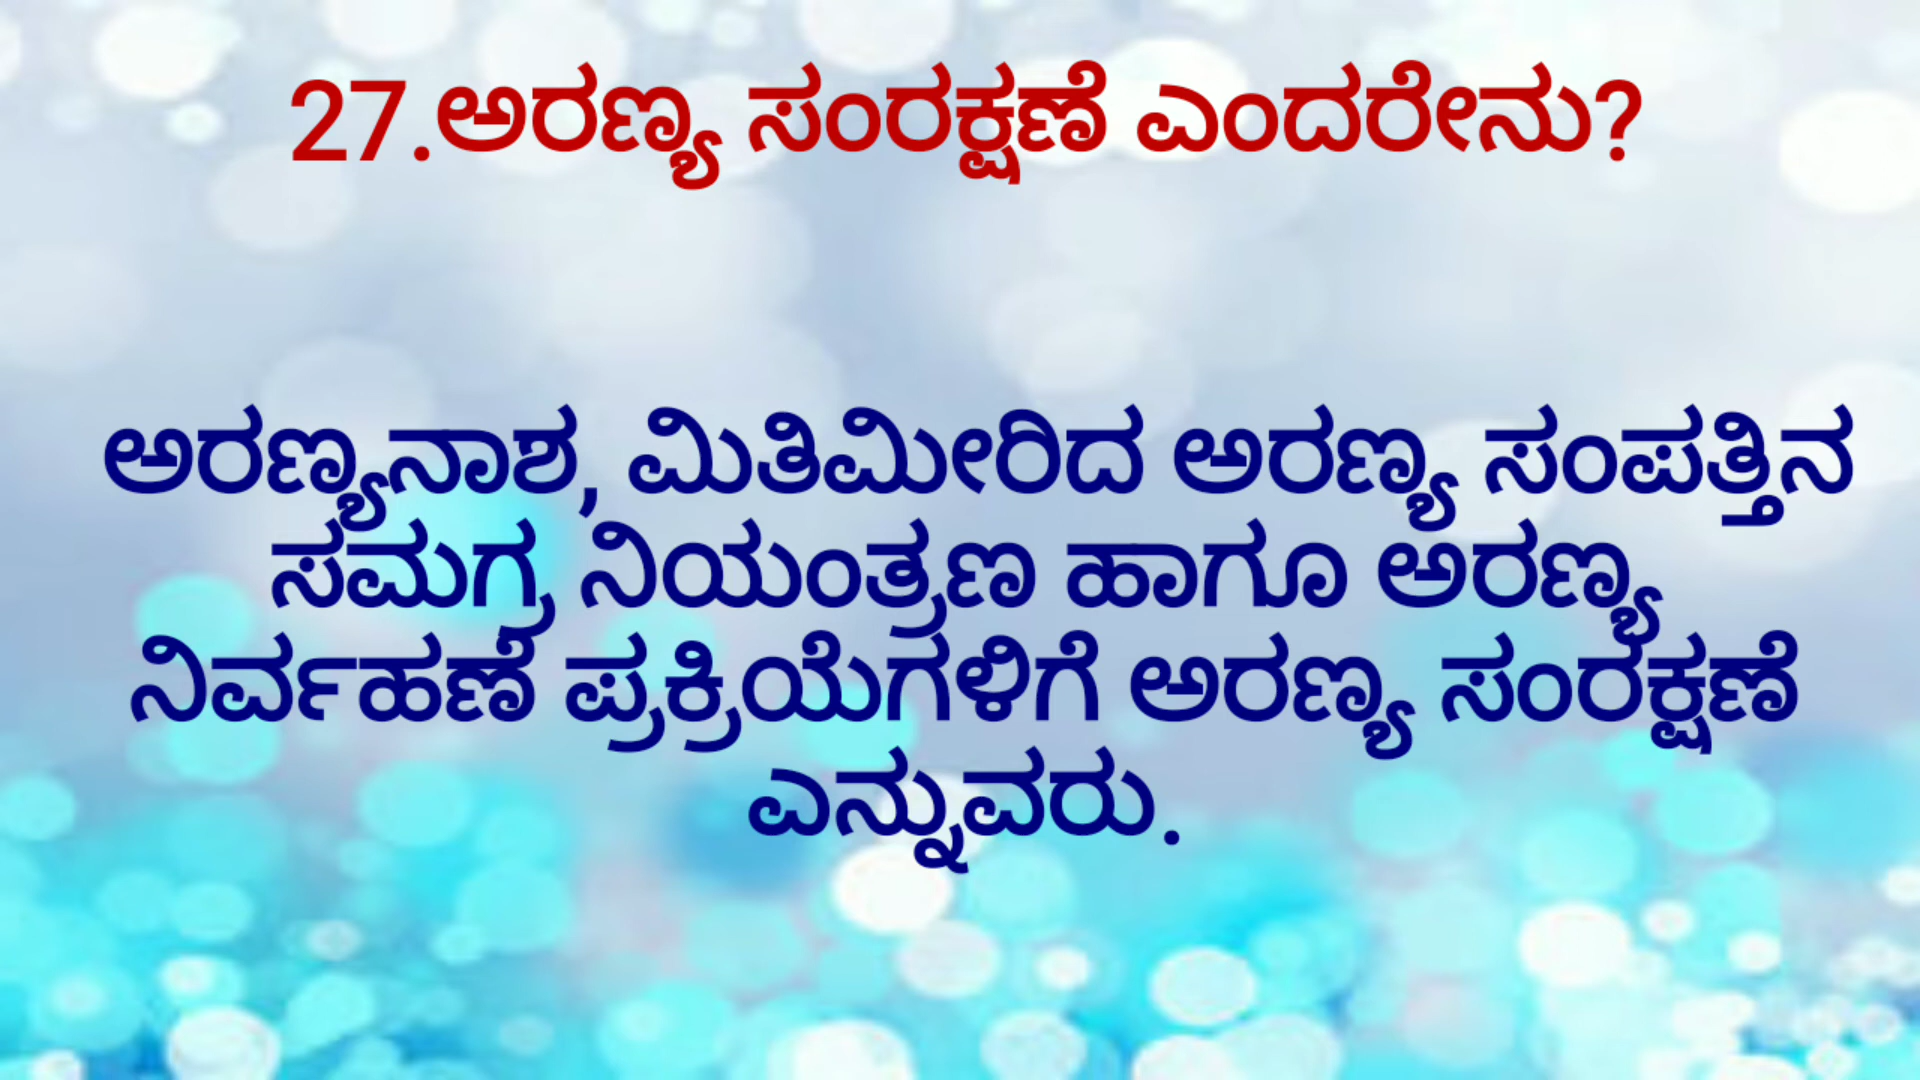 27.ಅರಣ್ಯ ಸಂರಕ್ಷಣೆ ಎಂದರೇನು?
ಅರಣ್ಯನಾಶ, ಮಿತಿಮೀರಿದ ಅರಣ್ಯ ಸಂಪತ್ತಿನ
ಸಮಗ್ರ ನಿಯಂತ್ರಣ ಹಾಗೂ ಅರಣ್ಯ
ನಿರ್ವಹಣೆ ಪ್ರಕ್ರಿಯೆಗಳಿಗೆ ಅರಣ್ಯ ಸಂರಕ್ಷಣೆ
ಎನ್ನುವರು.